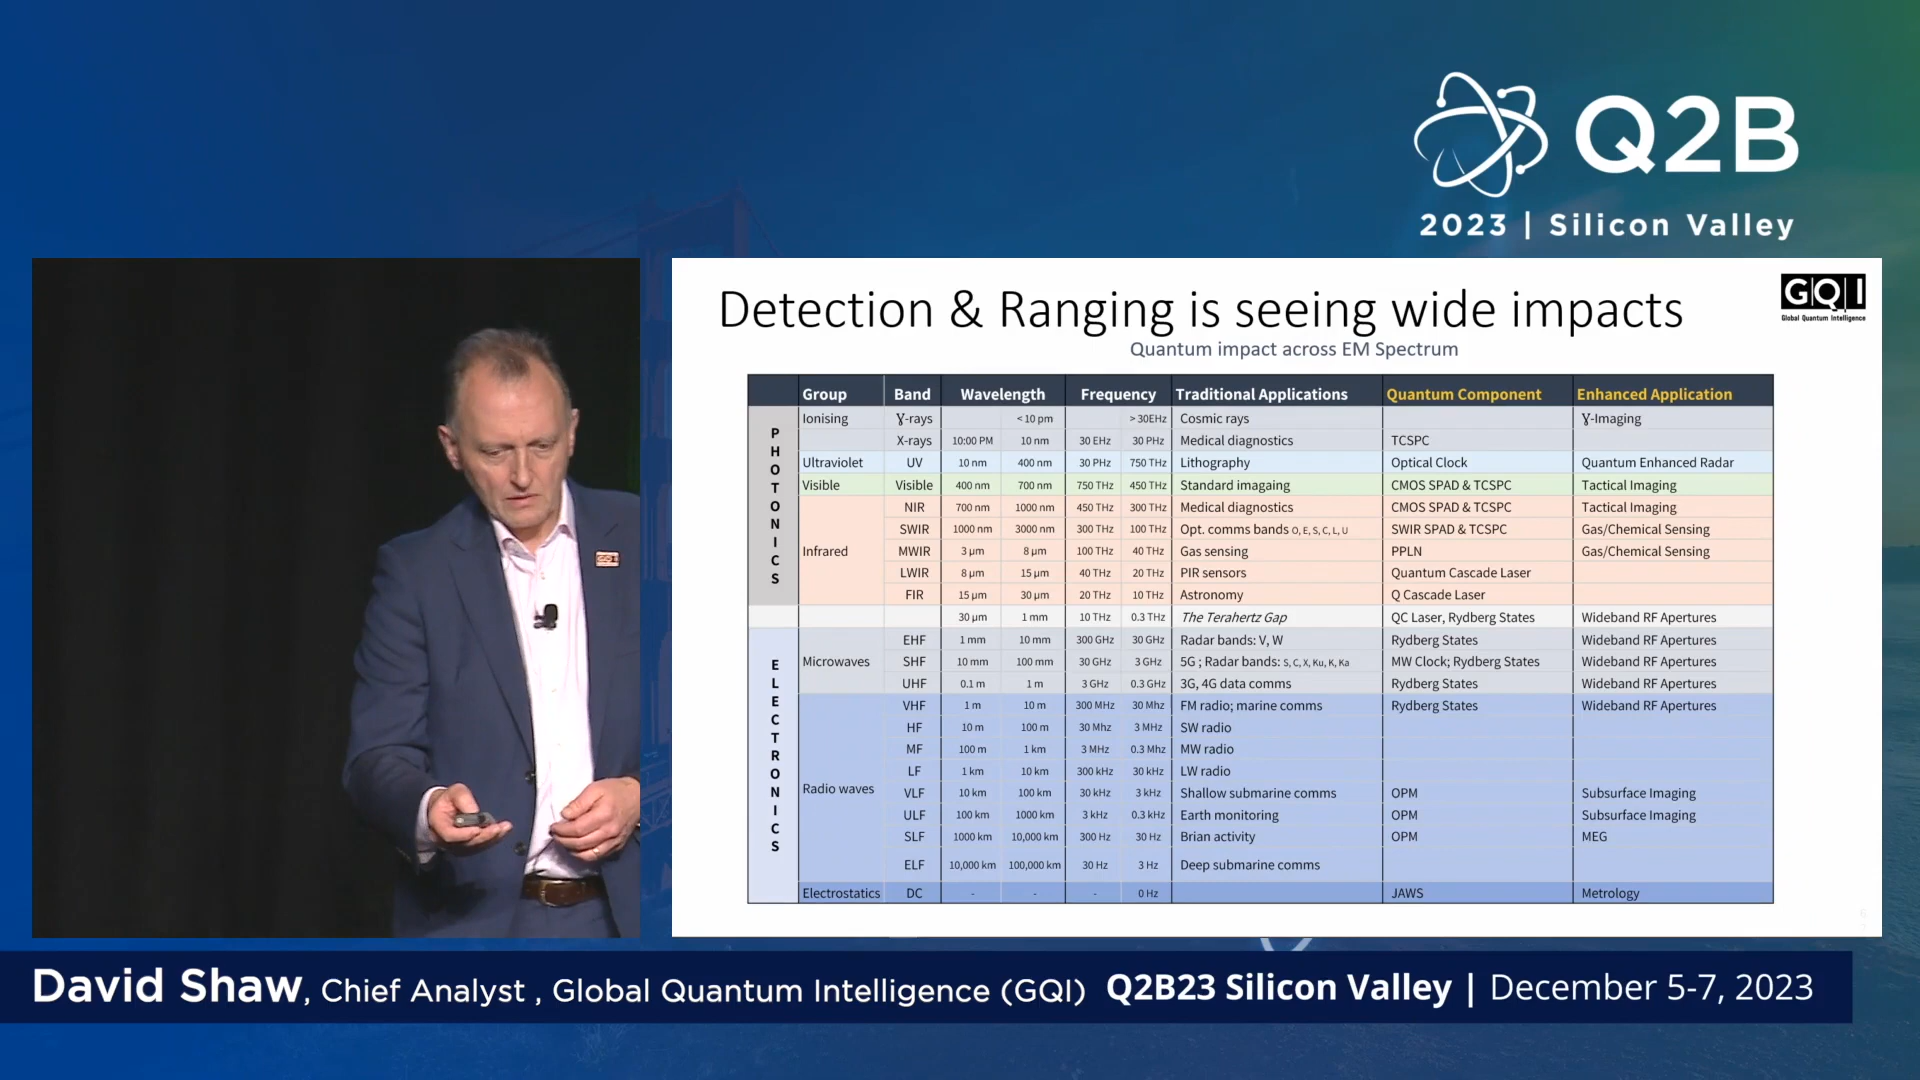 Q2B
2023 | Silicon Valley
GQI
Global Quantum Intelligence
Detection & Ranging is seeing wide impacts
Quantum impact across EM Spectrum
Group Band Wavelength Frequency Traditional Applications Quantum Component Enhanced Application
PHOTONICS
Ionising Ɣ-rays < 10 pm > 30EHz Cosmic rays Ɣ-Imaging
X-rays 10:00 PM 10 nm 30 EHz 30 PHz Medical diagnostics TCSPC
Ultraviolet UV 10 nm 400 nm 30 PHz 750 THz Lithography Optical Clock Quantum Enhanced Radar
Visible Visible 400 nm 700 nm 750 THz 450 THz Standard imagaing CMOS SPAD & TCSPC Tactical Imaging
NIR 700 nm 1000 nm 450 THz 300 THz Medical diagnostics CMOS SPAD & TCSPC Tactical Imaging
SWIR 1000 nm 3000 nm 300 THz 100 THz Opt. comms bands O, E, S, C, L, U SWIR SPAD & TCSPC Gas/Chemical Sensing
Infrared MWIR 3 µm 8 µm 100 THz 40 THz Gas sensing PPLN Gas/Chemical Sensing
LWIR 8 µm 15 µm 40 THz 20 THz PIR sensors Quantum Cascade Laser
FIR 15 µm 30 µm 20 THz 10 THz Astronomy Q Cascade Laser
30 µm 1 mm 10 THz 0.3 THz The Terahertz Gap QC Laser, Rydberg States Wideband RF Apertures
ELECTRONICS
EHF 1 mm 10 mm 300 GHz 30 GHz Radar bands: V, W Rydberg States Wideband RF Apertures
Microwaves SHF 10 mm 100 mm 30 GHz 3 GHz 5G ; Radar bands: S, C, X, Ku, K, Ka MW Clock; Rydberg States Wideband RF Apertures
UHF 0.1 m 1 m 3 GHz 0.3 GHz 3G, 4G data comms Rydberg States Wideband RF Apertures
VHF 1 m 10 m 300 MHz 30 Mhz FM radio; marine comms Rydberg States Wideband RF Apertures
HF 10 m 100 m 30 Mhz 3 MHz SW radio
MF 100 m 1 km 3 MHz 0.3 Mhz MW radio
LF 1 km 10 km 300 kHz 30 kHz LW radio
Radio waves VLF 10 km 100 km 30 kHz 3 kHz Shallow submarine comms OPM Subsurface Imaging
ULF 100 km 1000 km 3 kHz 0.3 kHz Earth monitoring OPM Subsurface Imaging
SLF 1000 km 10,000 km 300 Hz 30 Hz Brian activity OPM MEG
ELF 10,000 km 100,000 km 30 Hz 3 Hz Deep submarine comms
Electrostatics DC - - - 0 Hz JAWS Metrology
David Shaw, Chief Analyst , Global Quantum Intelligence (GQI) Q2B23 Silicon Valley | December 5-7, 2023